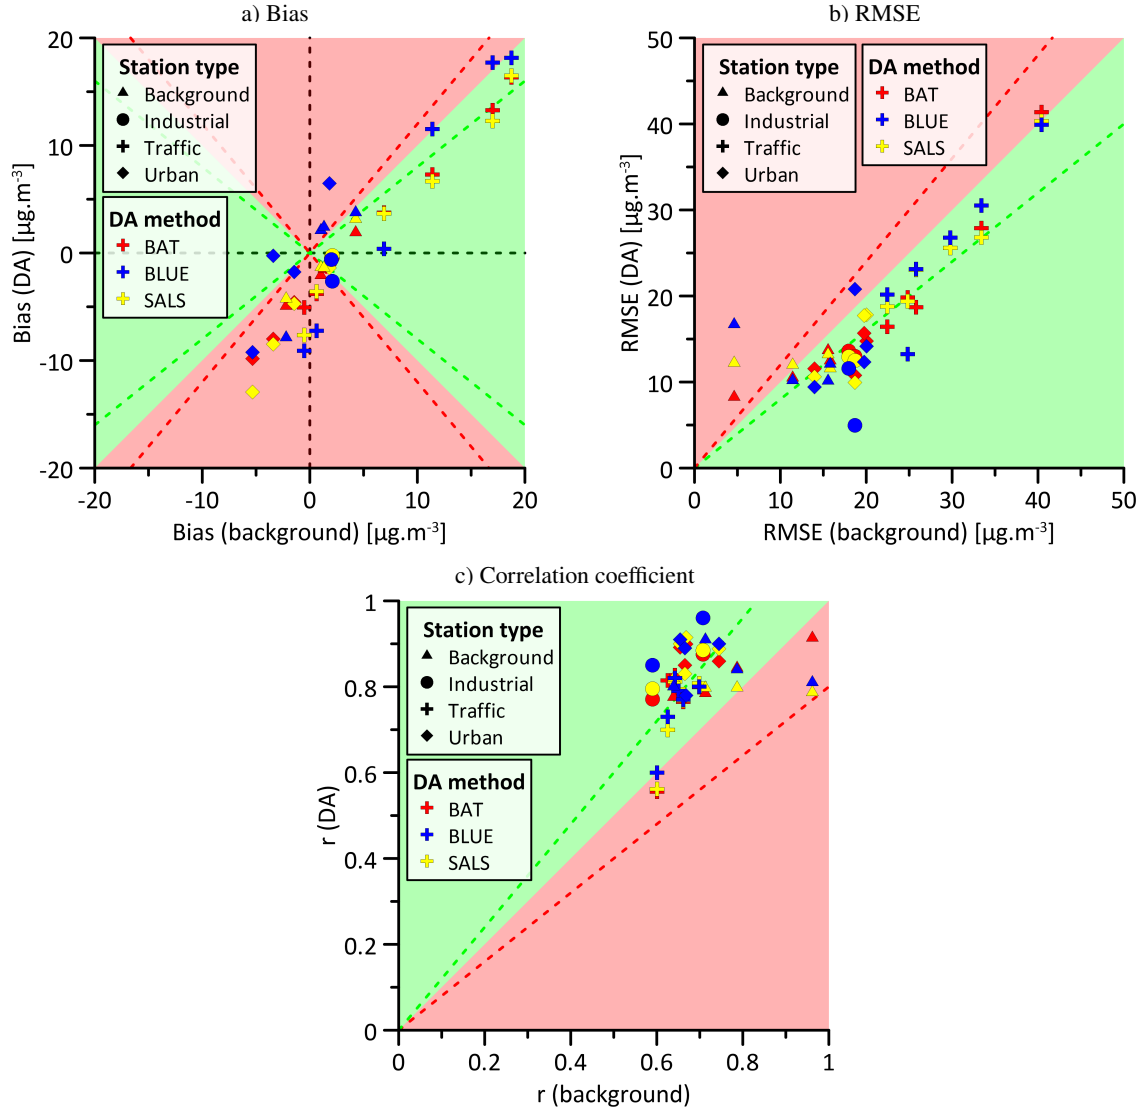 a) Bias
20
10
0
-10
-20
-20
-10
0
10
20
Bias (DA) [µg.m-3]
Bias (background) [µg.m-3]
Station type
Background
Industrial
Traffic
Urban
DA method
BAT
BLUE
SALS
b) RMSE
50
40
30
20
10
0
0
10
20
30
40
50
RMSE (DA) [µg.m-3]
RMSE (background) [µg.m-3]
Station type
Background
Industrial
Traffic
Urban
DA method
BAT
BLUE
SALS
c) Correlation coefficient
1
0.8
0.6
0.4
0.2
0
0
0.2
0.4
0.6
0.8
1
r (DA)
r (background)
Station type
Background
Industrial
Traffic
Urban
DA method
BAT
BLUE
SALS